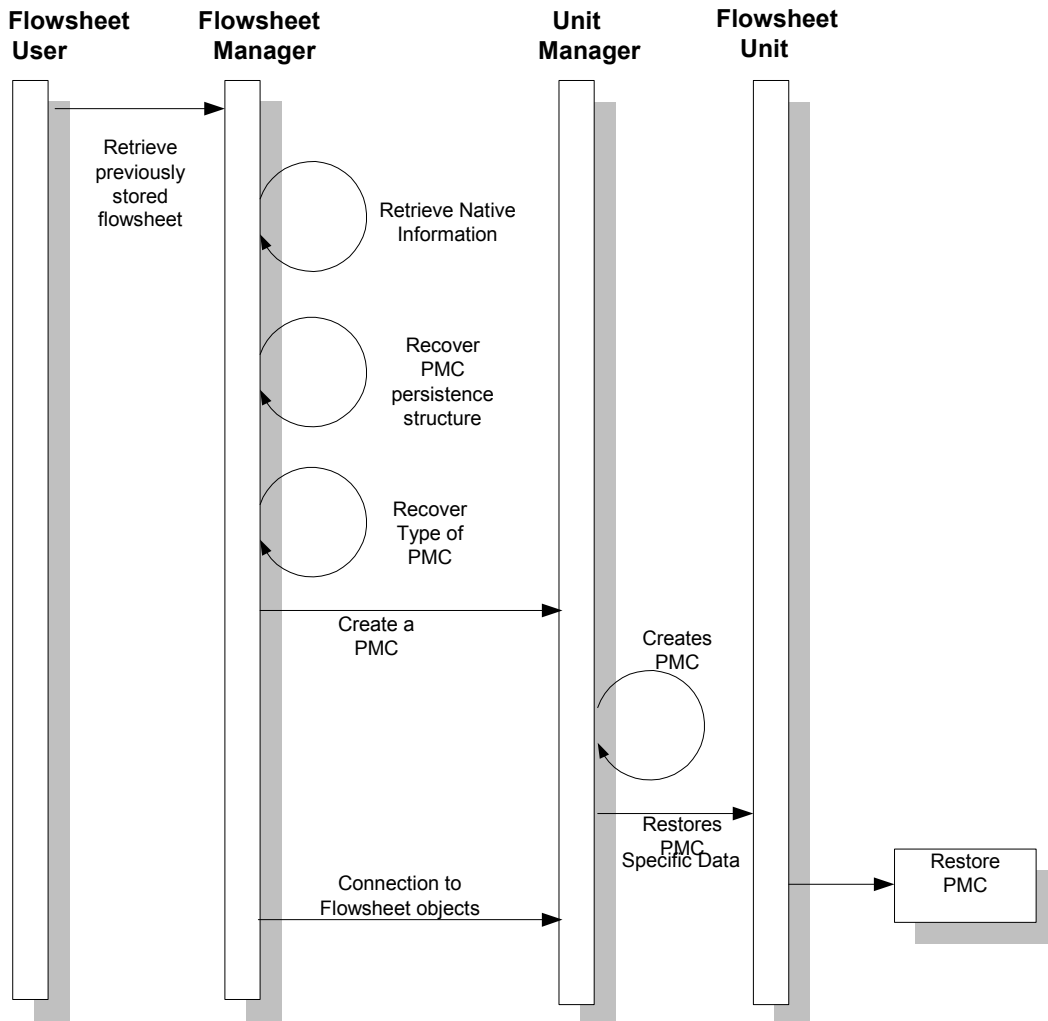 Flowsheet
User
Flowsheet
Manager
Unit
Manager
Flowsheet
Unit
Retrieve
previously
stored
flowsheet
Retrieve Native
Information
Recover
PMC
persistence
structure
Recover
Type of
PMC
Create a
PMC
Creates
PMC
Restores
PMC
Specific Data
Restore
PMC
Connection to
Flowsheet objects